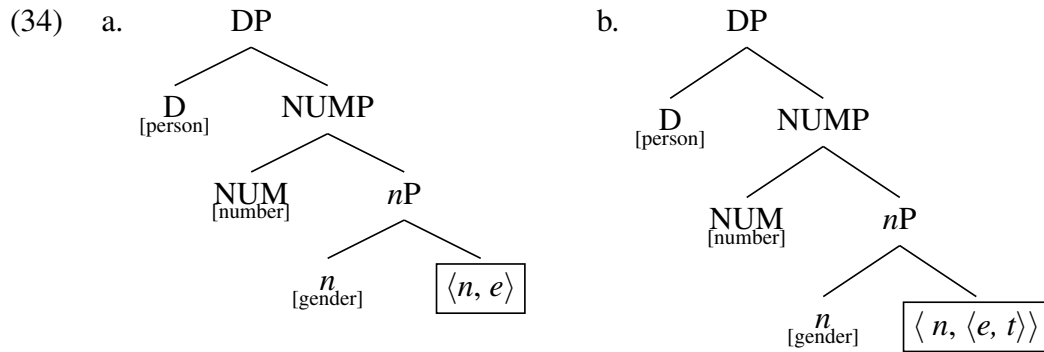 (34) a. DP b. DP
D NUMP D NUMP
[person] [person]
NUM nP NUM nP
[number] [number]
n ⟨n, e⟩ n ⟨ n, ⟨e, t⟩⟩
[gender] [gender]